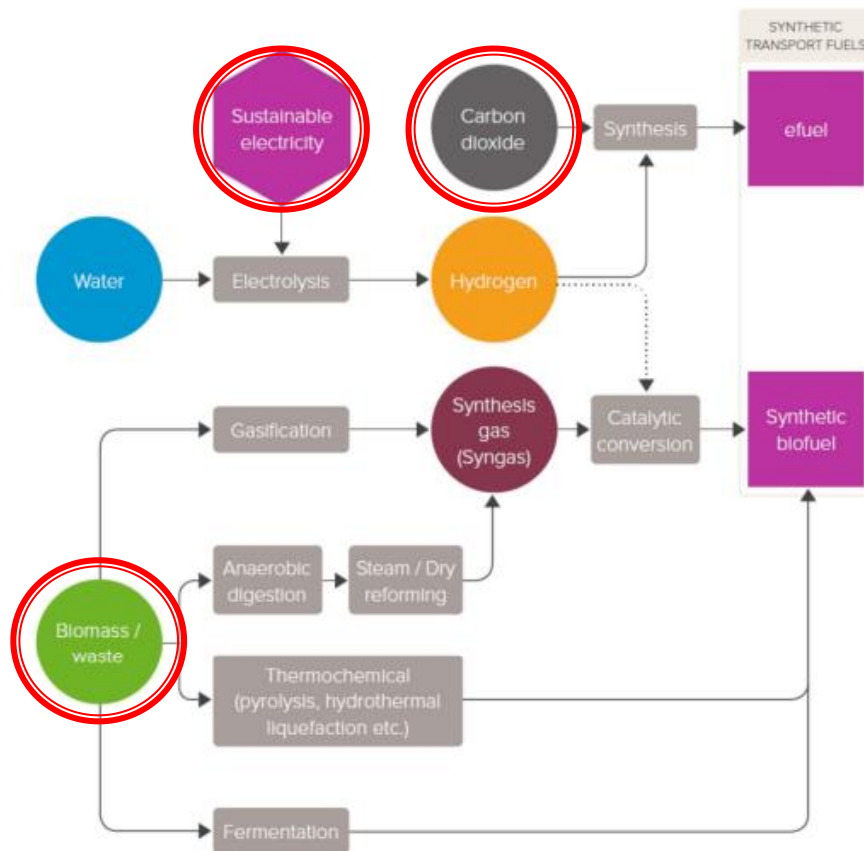 SYNTHETIC
TRANSPORT FUELS
Sustainable
electricity
Carbon
dioxide
Synthesis
efuel
Water
Electrolysis
Hydrogen
Gasification
Synthesis
gas
(Syngas)
Catalytic
conversion
Synthetic
biofuel
Anaerobic
digestion
Steam / Dry
reforming
Biomass /
waste
Thermochemical
(pyrolysis, hydrothermal
liquefaction etc.)
Fermentation